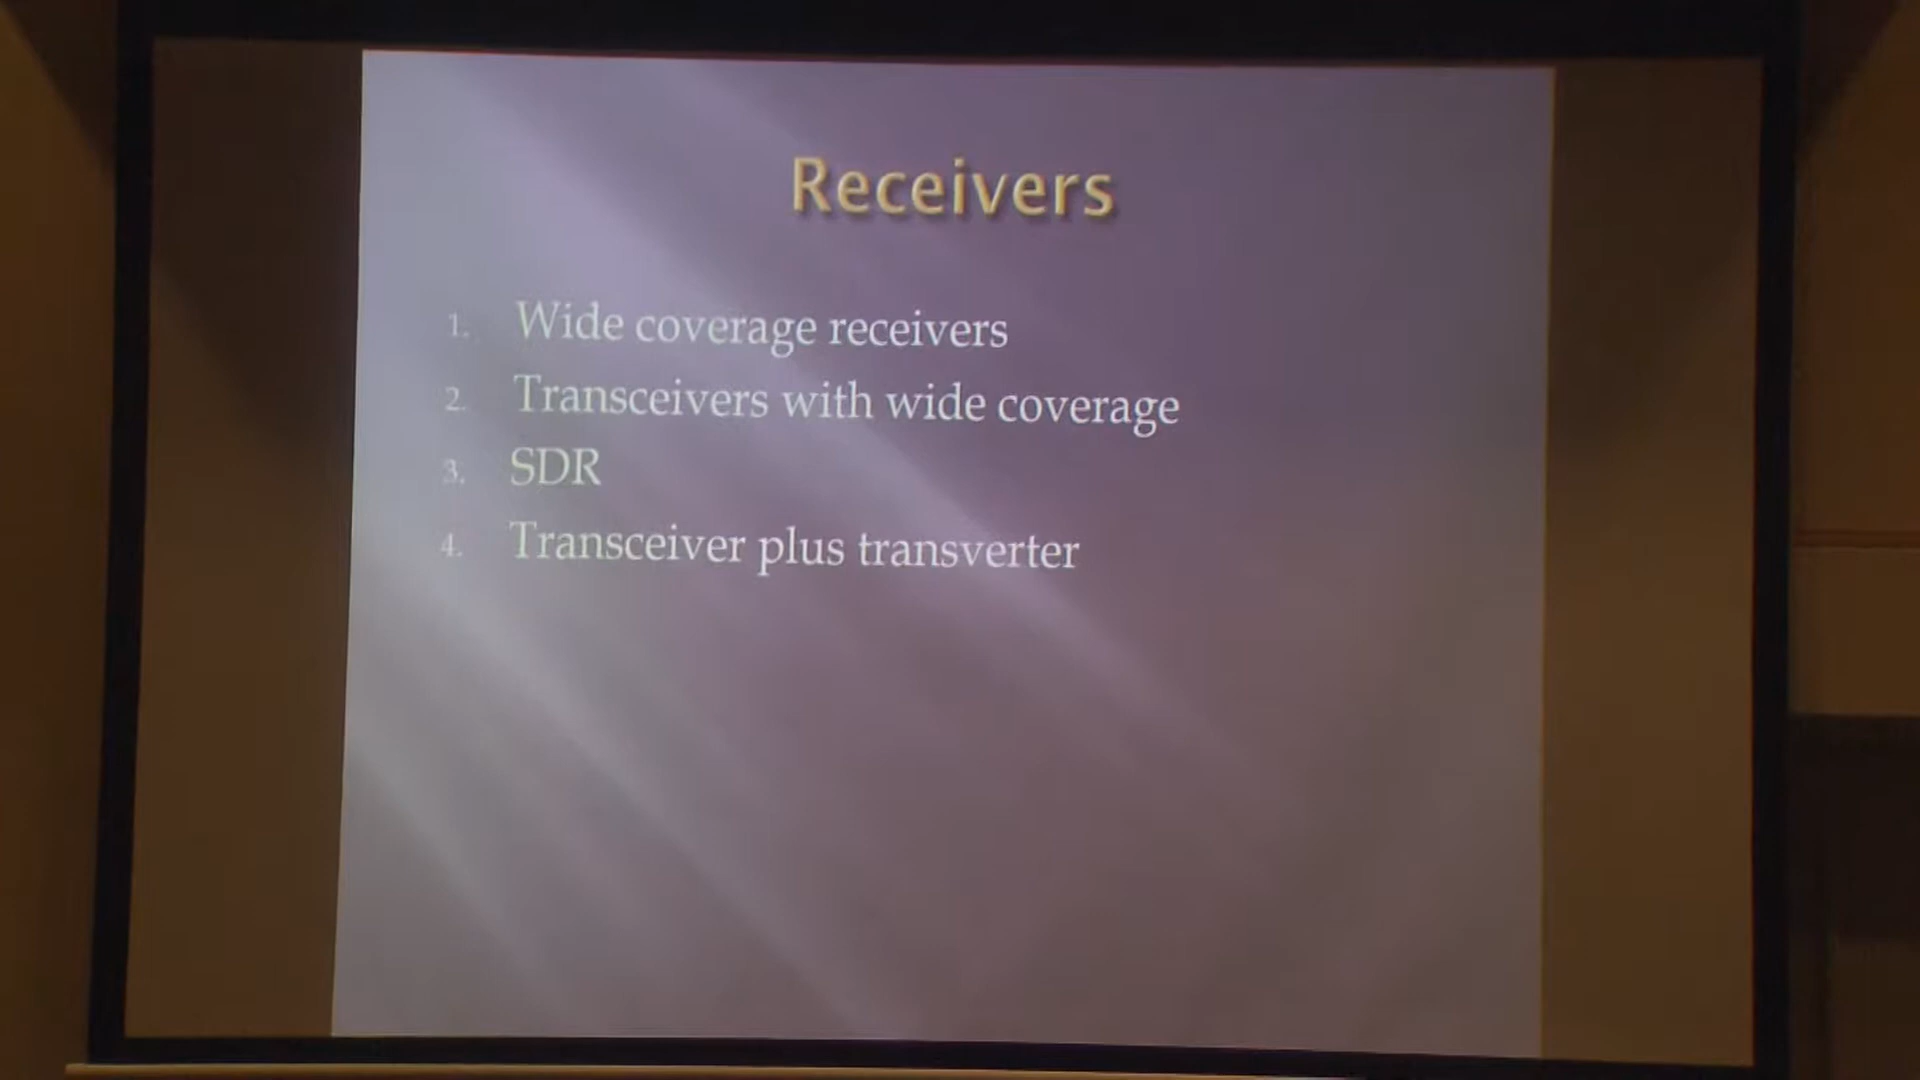 Receivers
1. Wide coverage receivers
2. Transceivers with wide coverage
3. SDR
4. Transceiver plus transverter